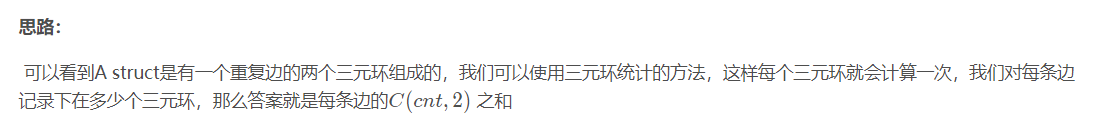 思路：
可以看到A struct是有一个重复边的两个三元环组成的，我们可以使用三元环统计的方法，这样每个三元环就会计算一次，我们对每条边
记录下在多少个三元环，那么答案就是每条边的C(cnt, 2) 之和